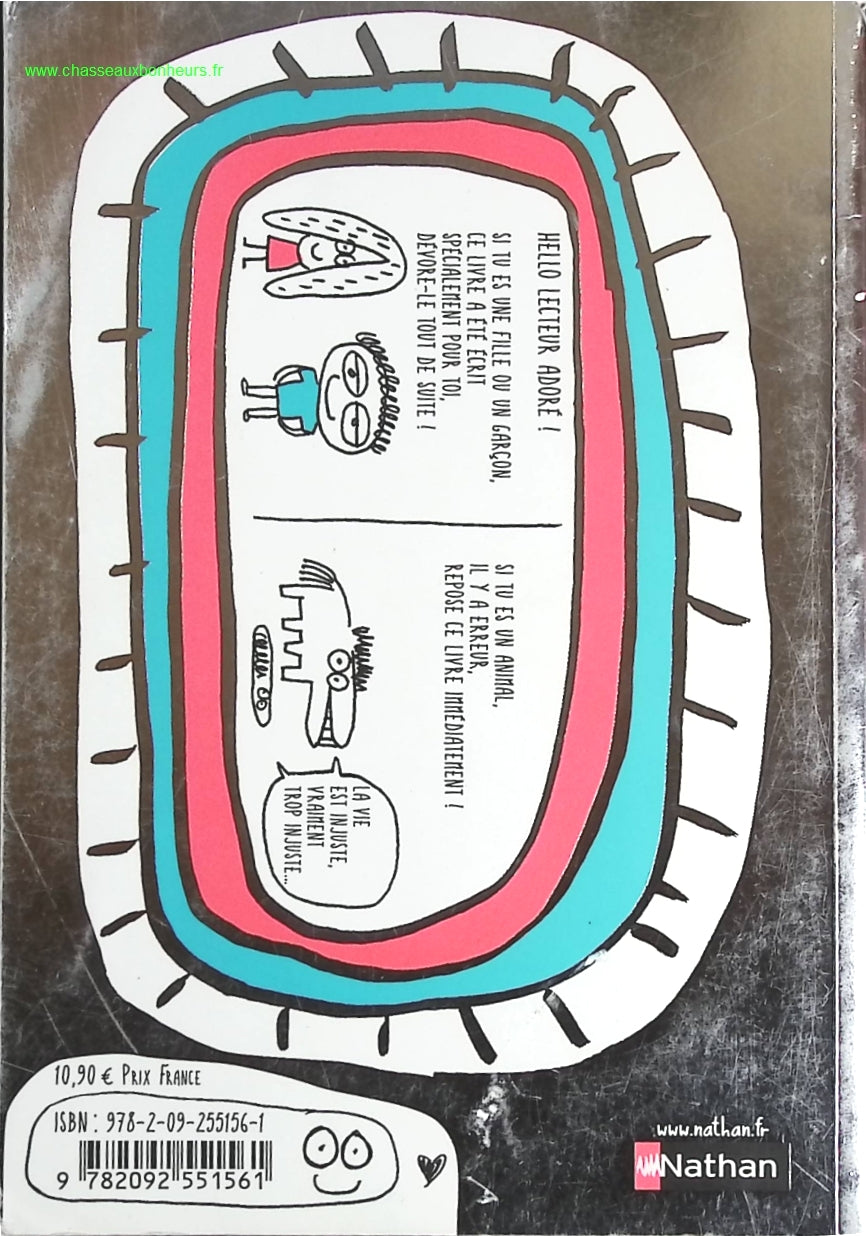 www.chasseauxbonheurs.fr
HELLO LECTEUR ADORÉ !
SI TU ES UNE FILLE OU UN GARÇON,
CE LIVRE A ÉTÉ ÉCRIT
SPÉCIALEMENT POUR TOI,
DÉVORE-LE TOUT DE SUITE !
SI TU ES UN ANIMAL,
IL Y A ERREUR,
REPOSE CE LIVRE IMMÉDIATEMENT !
LA VIE
EST INJUSTE,
VRAIMENT
TROP INJUSTE...
10,90 € PRIX FRANCE
ISBN : 978-2-09-255156-1
9 782092 551561
www.nathan.fr
Nathan